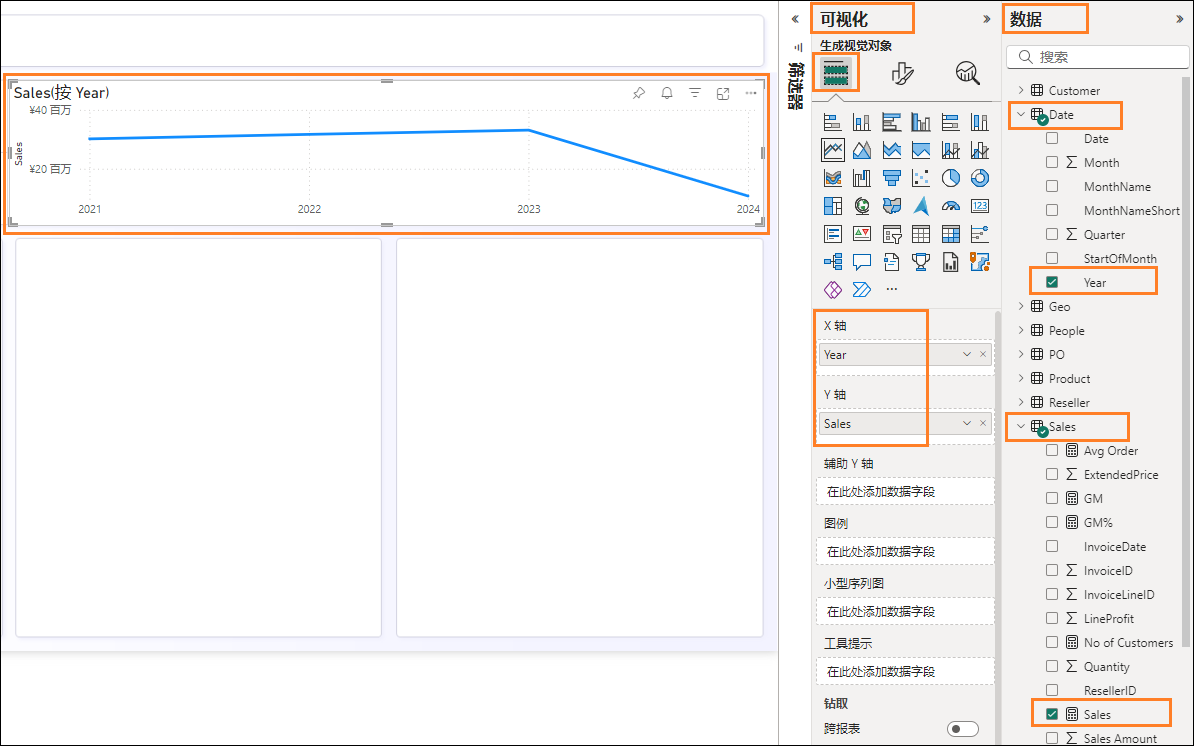 Sales(按 Year)
¥40 百万
Sales
¥20 百万
2021
2022
2023
2024
筛选器
可视化
生成视觉对象
123
X 轴
Year
Y 轴
Sales
辅助 Y 轴
在此处添加数据字段
图例
在此处添加数据字段
小型序列图
在此处添加数据字段
工具提示
在此处添加数据字段
钻取
跨报表
数据
搜索
Customer
Date
Date
Month
MonthName
MonthNameShort
Quarter
StartOfMonth
Year
Geo
People
PO
Product
Reseller
Sales
Avg Order
ExtendedPrice
GM
GM%
InvoiceDate
InvoiceID
InvoiceLineID
LineProfit
No of Customers
Quantity
ResellerID
Sales
Sales Amount